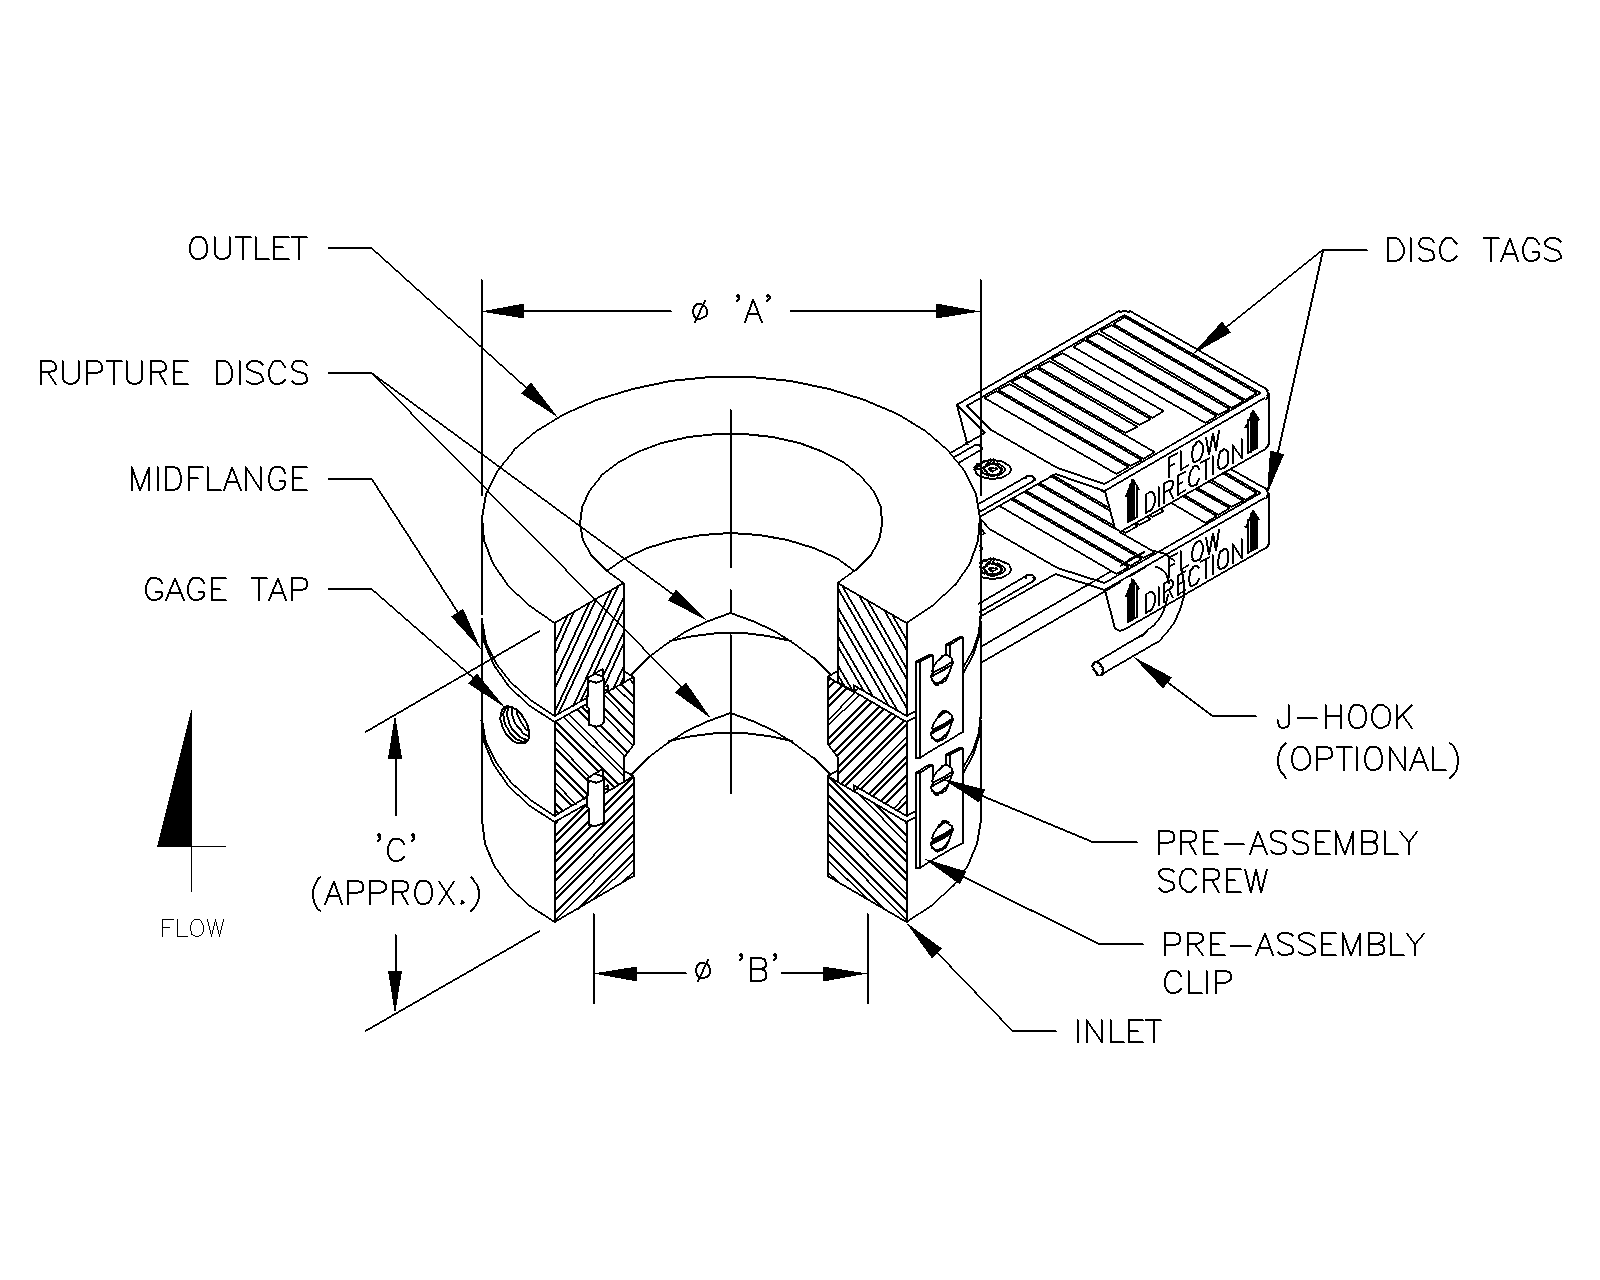 OUTLET
DISC TAGS
ø 'A'
RUPTURE DISCS
MIDFLANGE
GAGE TAP
FLOW
DIRECTION
FLOW
DIRECTION
J-HOOK
(OPTIONAL)
'C'
(APPROX.)
PRE-ASSEMBLY
SCREW
FLOW
PRE-ASSEMBLY
CLIP
ø 'B'
INLET